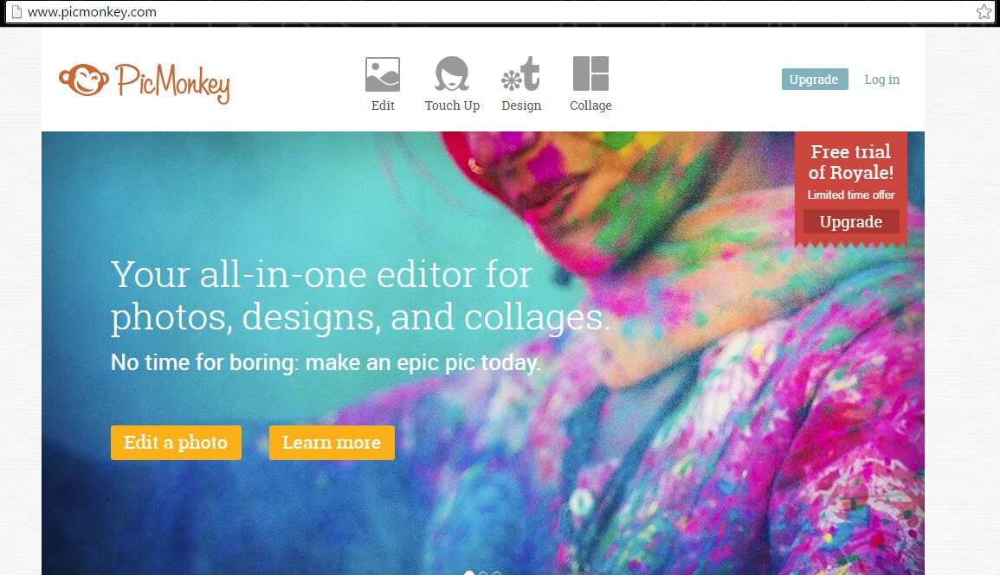 www.picmonkey.com
PicMonkey
Edit
Touch Up
Design
Collage
Upgrade
Log in
Free trial
of Royale!
Limited time offer
Upgrade
Your all-in-one editor for
photos, designs, and collages.
No time for boring: make an epic pic today.
Edit a photo
Learn more